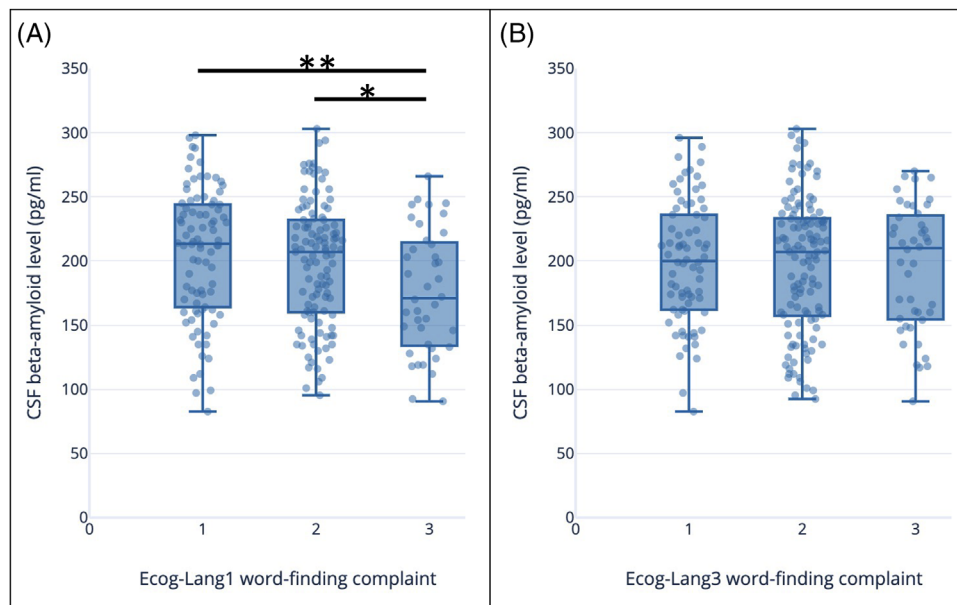 (A)
**
*
350
300
250
200
150
100
50
0
0 1 2 3
CSF beta-amyloid level (pg/ml)
Ecog-Lang1 word-finding complaint
(B)
350
300
250
200
150
100
50
0
0 1 2 3
CSF beta-amyloid level (pg/ml)
Ecog-Lang3 word-finding complaint